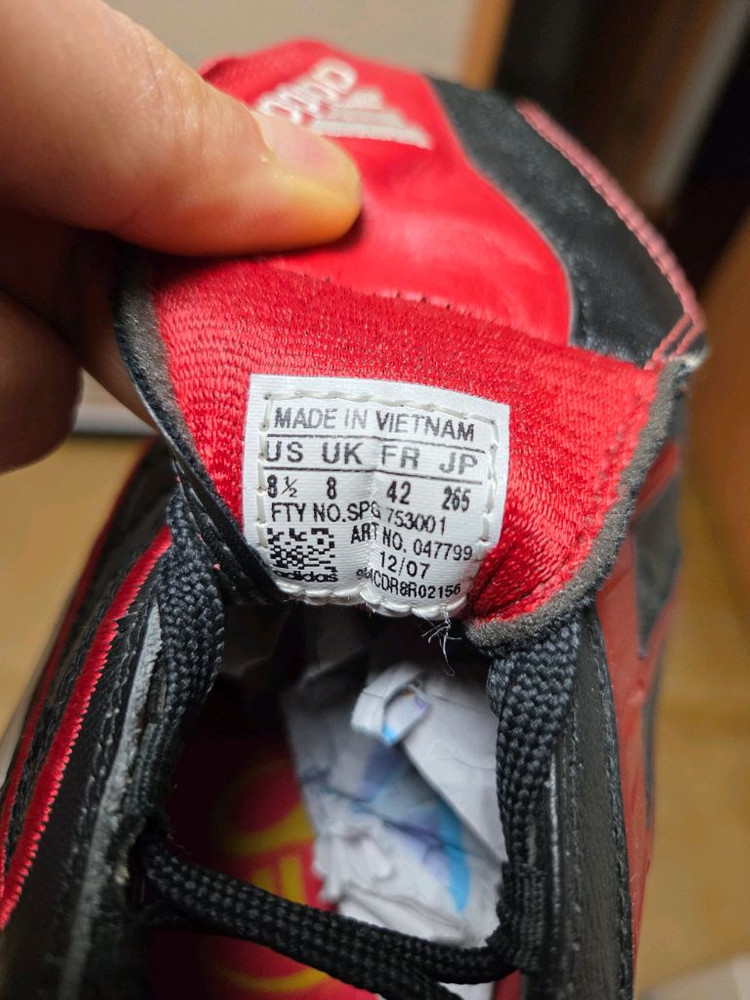 adidas
MADE IN VIETNAM
US UK FR JP
8½ 8 42 265
FTY NO.SPG 753001
ART NO. 047799
12/07
adidas